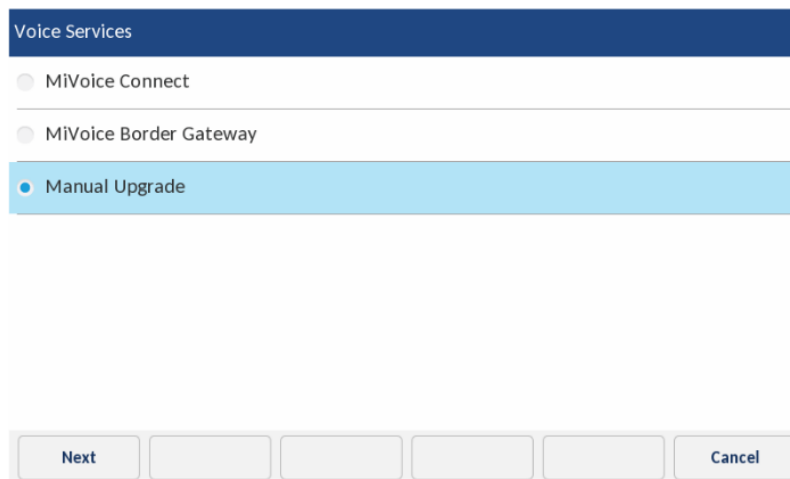 Voice Services
MiVoice Connect
MiVoice Border Gateway
Manual Upgrade
Next
Cancel